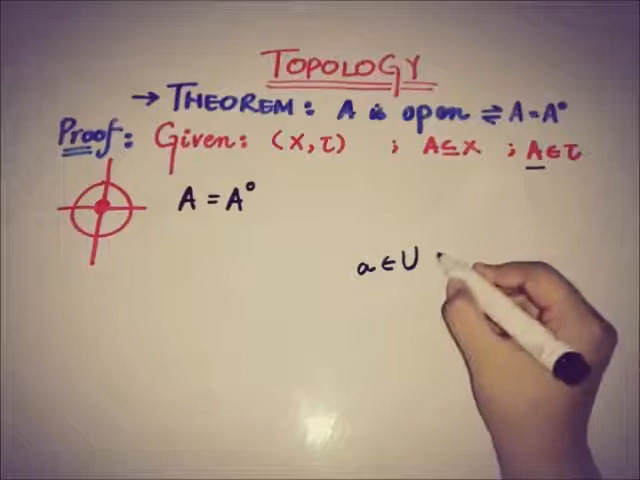 TOPOLOGY
→ THEOREM: A is open ⇌ A = A°
Proof: Given: (X, τ) ; A ⊆ X ; A ∈ τ
A = A°
a ∈ U